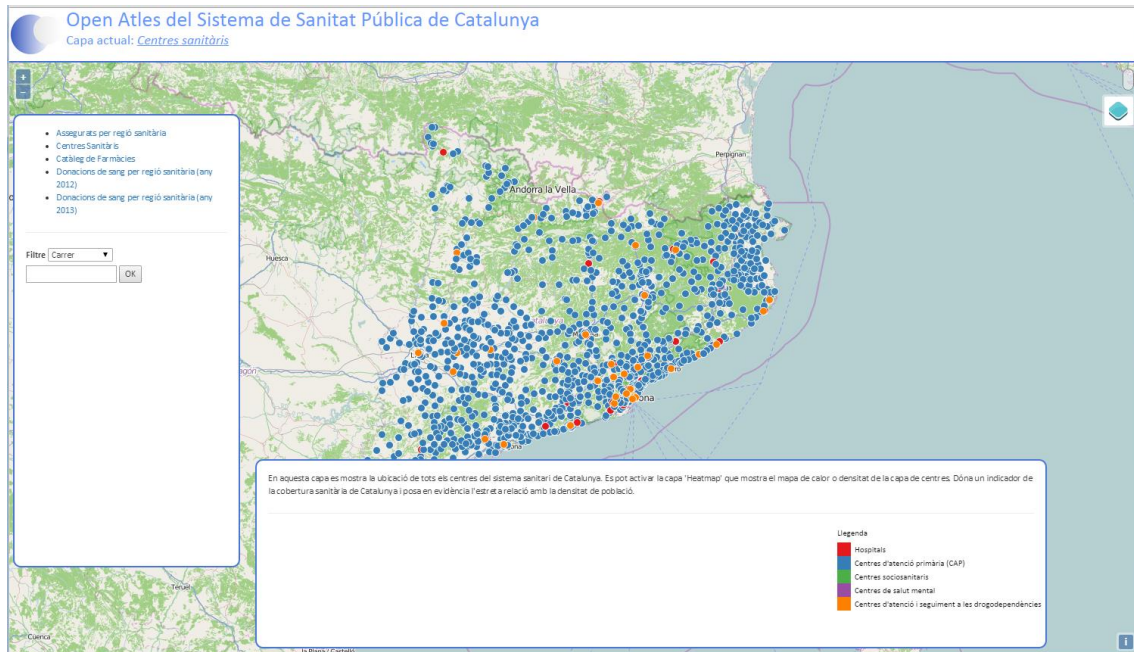 Open Atles del Sistema de Sanitat Pública de Catalunya
Capa actual: Centres sanitàris
+
−
Assegurats per regió sanitària
Centres Sanitàris
Catàleg de Farmàcies
Donacions de sang per regió sanitària (any
2012)
Donacions de sang per regió sanitària (any
2013)
Filtre Carrer
OK
Perpignan
Andorra la Vella
Huesca
Teruel
Cuenca
la Plana / Castelló
En aquesta capa es mostra la ubicació de tots els centres del sistema sanitari de Catalunya. Es pot activar la capa 'Heatmap' que mostra el mapa de calor o densitat de la capa de centres. Dóna un indicador de
la cobertura sanitària de Catalunya i posa en evidència l'estreta relació amb la densitat de població.
Llegenda
Hospitals
Centres d'atenció primària (CAP)
Centres sociosanitaris
Centres de salut mental
Centres d'atenció i seguiment a les drogodependències
i